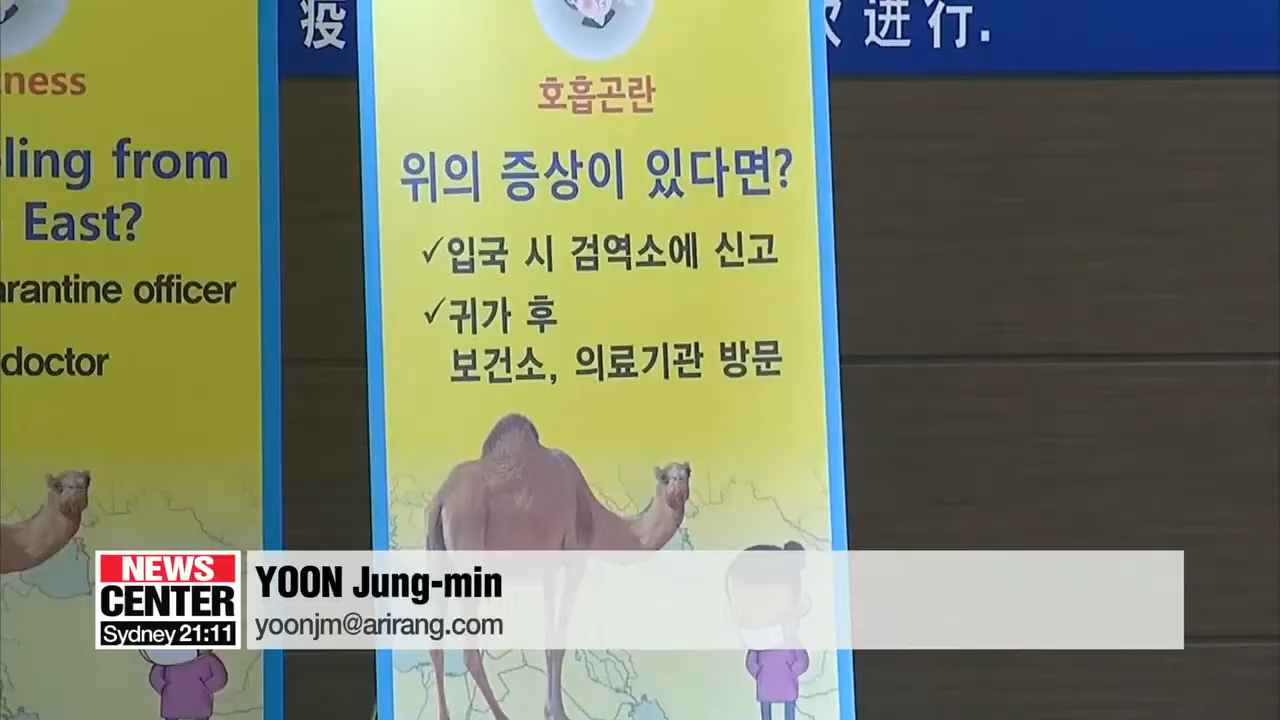 疫
进行.
ness
ling from
East?
quarantine officer
doctor
호흡곤란
위의 증상이 있다면?
✓입국 시 검역소에 신고
✓귀가 후
보건소, 의료기관 방문
NEWS
CENTER
Sydney 21:11
YOON Jung-min
yoonjm@arirang.com